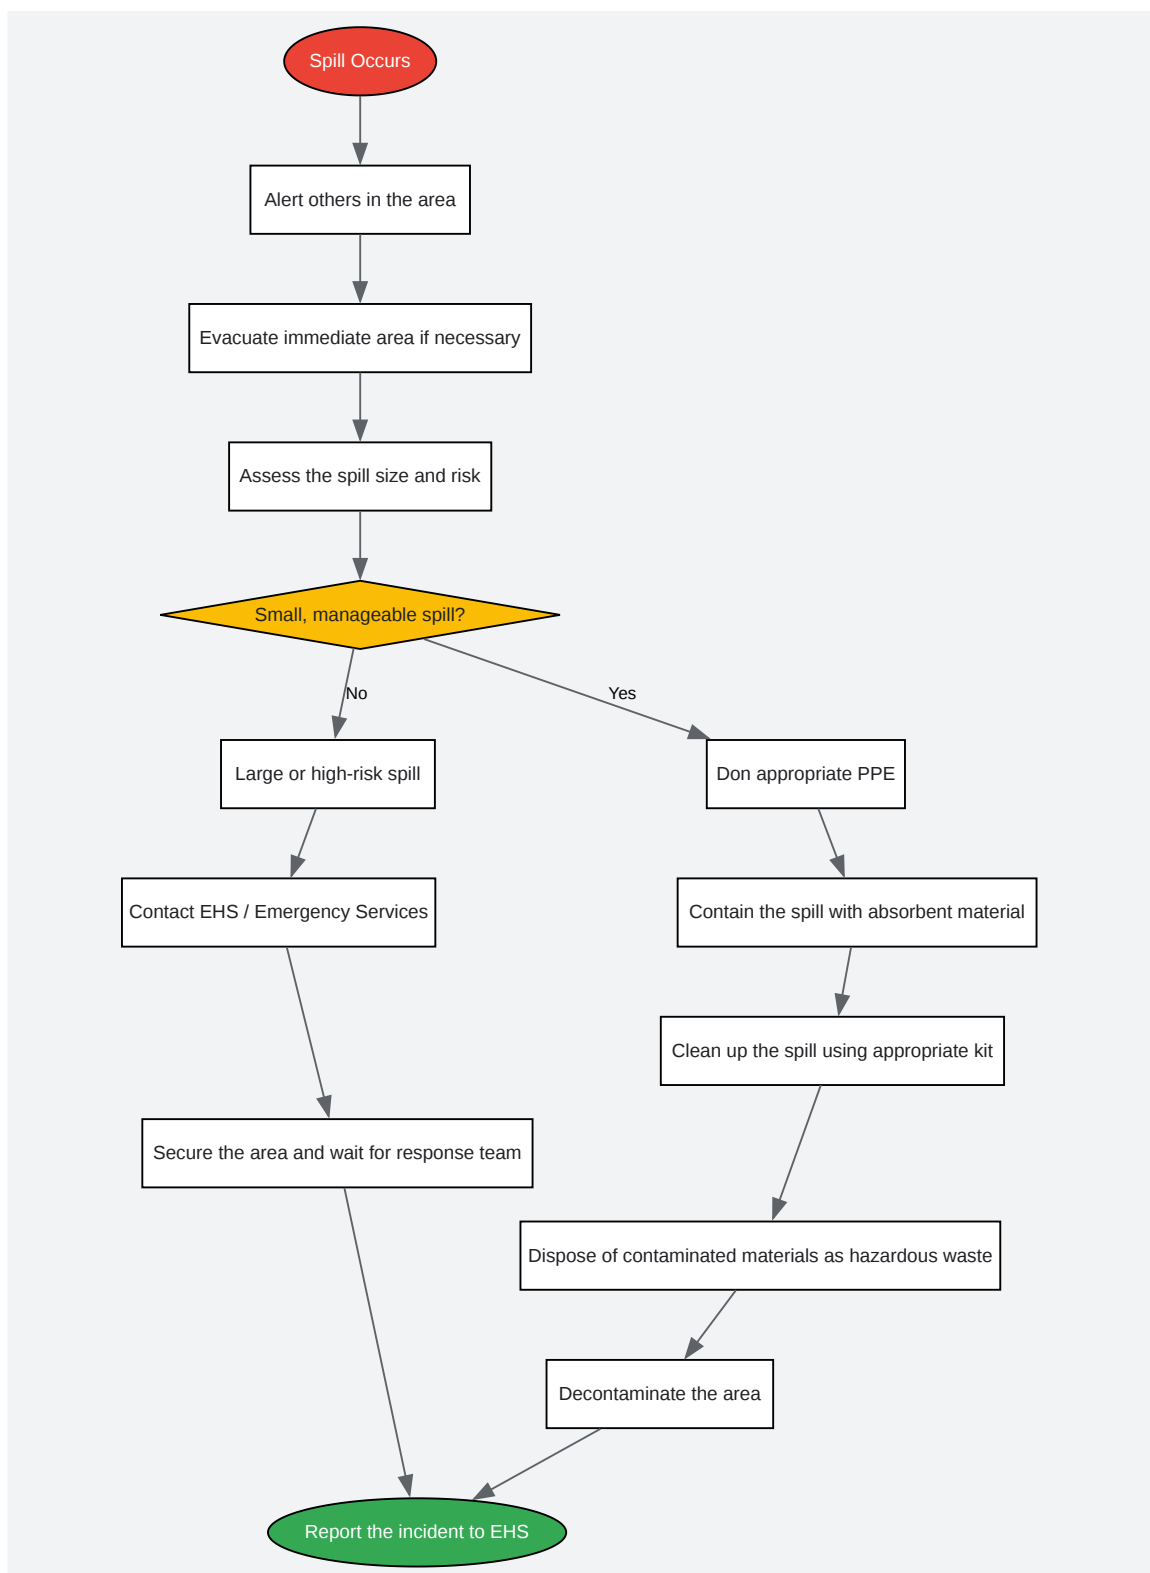 Spill Occurs
Alert others in the area
Evacuate immediate area if necessary
Assess the spill size and risk
Small, manageable spill?
No
Yes
Large or high-risk spill
Don appropriate PPE
Contact EHS / Emergency Services
Contain the spill with absorbent material
Clean up the spill using appropriate kit
Secure the area and wait for response team
Dispose of contaminated materials as hazardous waste
Decontaminate the area
Report the incident to EHS